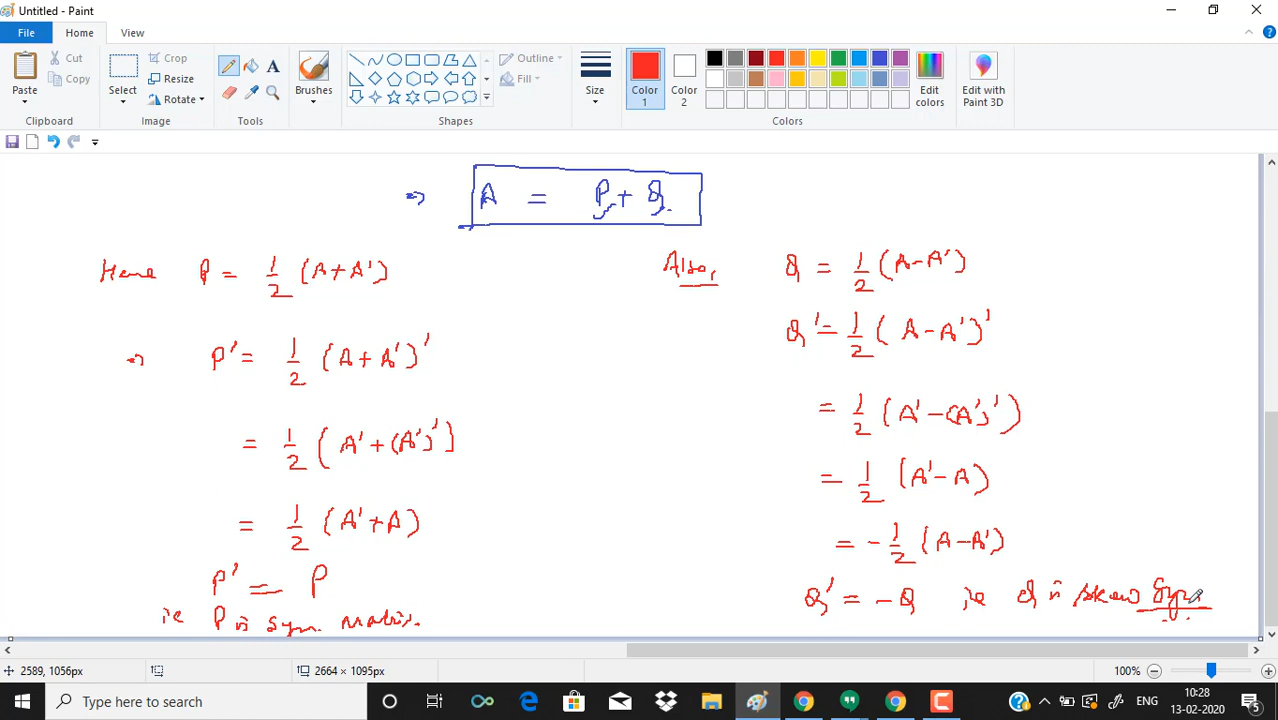 Untitled - Paint
File Home View
Paste
Cut
Copy
Clipboard
Select
Crop
Resize
Rotate
Image
Tools
Brushes
Shapes
Outline
Fill
Size
Color 1
Color 2
Colors
Edit colors
Edit with Paint 3D
⇒ A = P + Q
Hence P = 1/2 (A + A')
⇒ P' = 1/2 (A + A')'
= 1/2 (A' + (A')')
= 1/2 (A' + A)
P' = P
ie P is sym. matrix.
Also, Q = 1/2 (A - A')
Q' = 1/2 (A - A')'
= 1/2 (A' - (A')')
= 1/2 (A' - A)
= - 1/2 (A - A')
Q' = - Q ie Q is skew Sym
2589, 1056px
2664 × 1095px
100%
Type here to search
ENG
10:28
13-02-2020
5